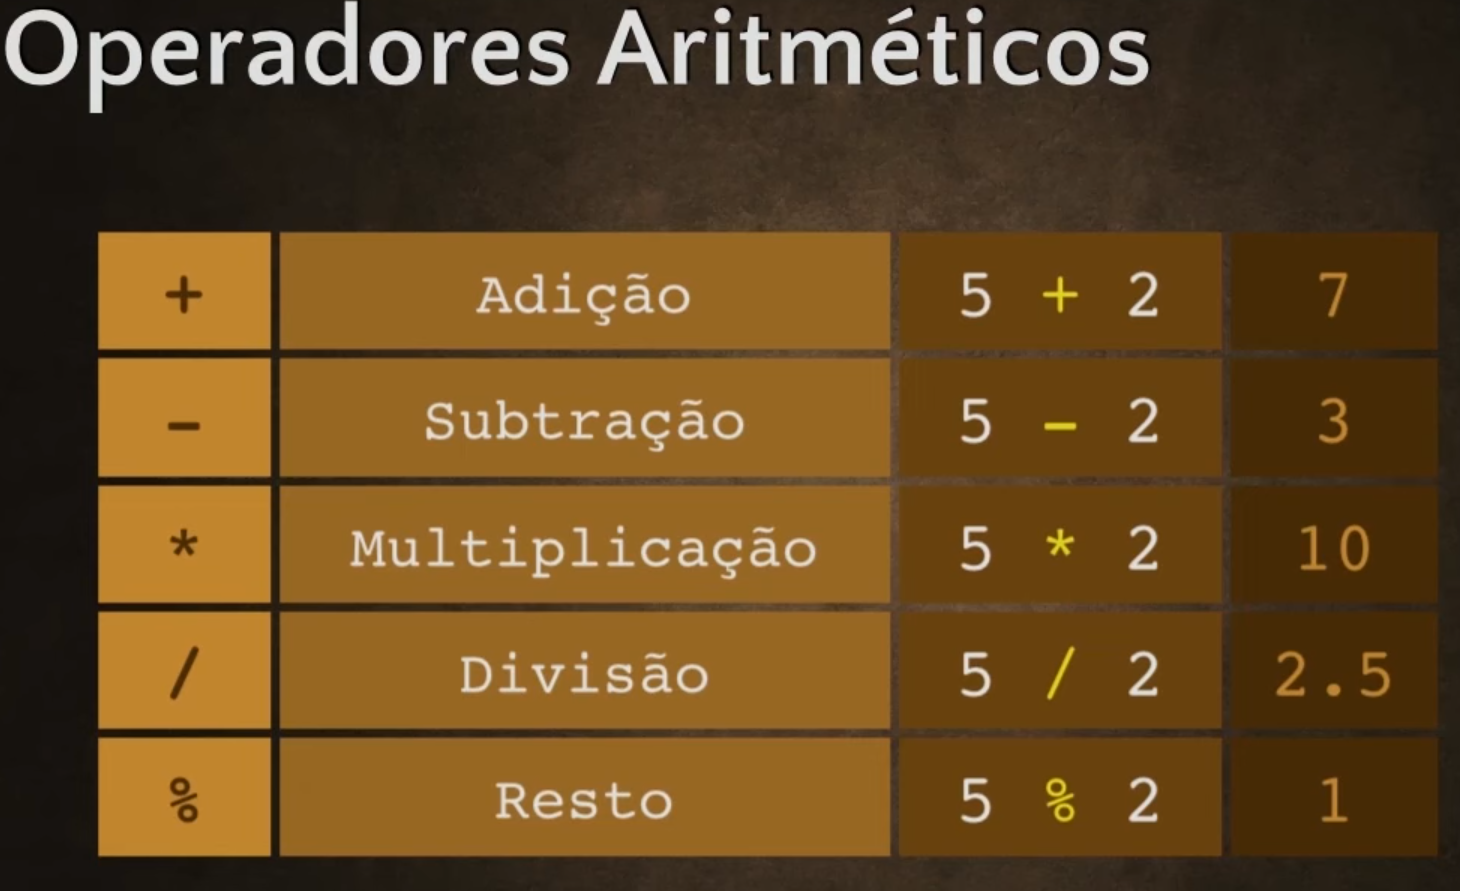 Operadores Aritméticos
+ Adição 5 + 2 7
- Subtração 5 - 2 3
* Multiplicação 5 * 2 10
/ Divisão 5 / 2 2.5
% Resto 5 % 2 1